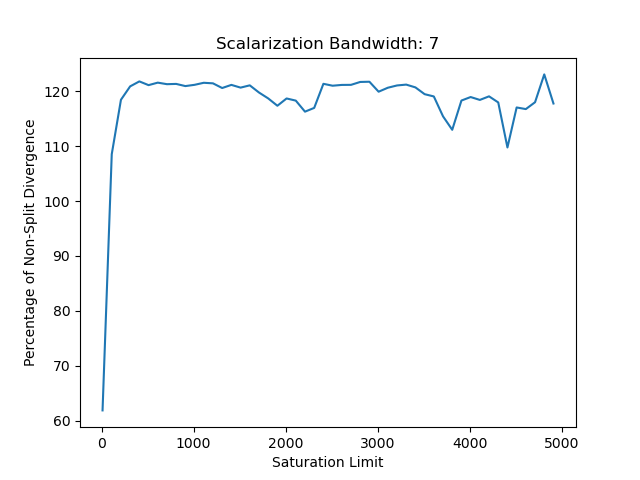 Scalarization Bandwidth: 7
Percentage of Non-Split Divergence
120
110
100
90
80
70
60
0 1000 2000 3000 4000 5000
Saturation Limit